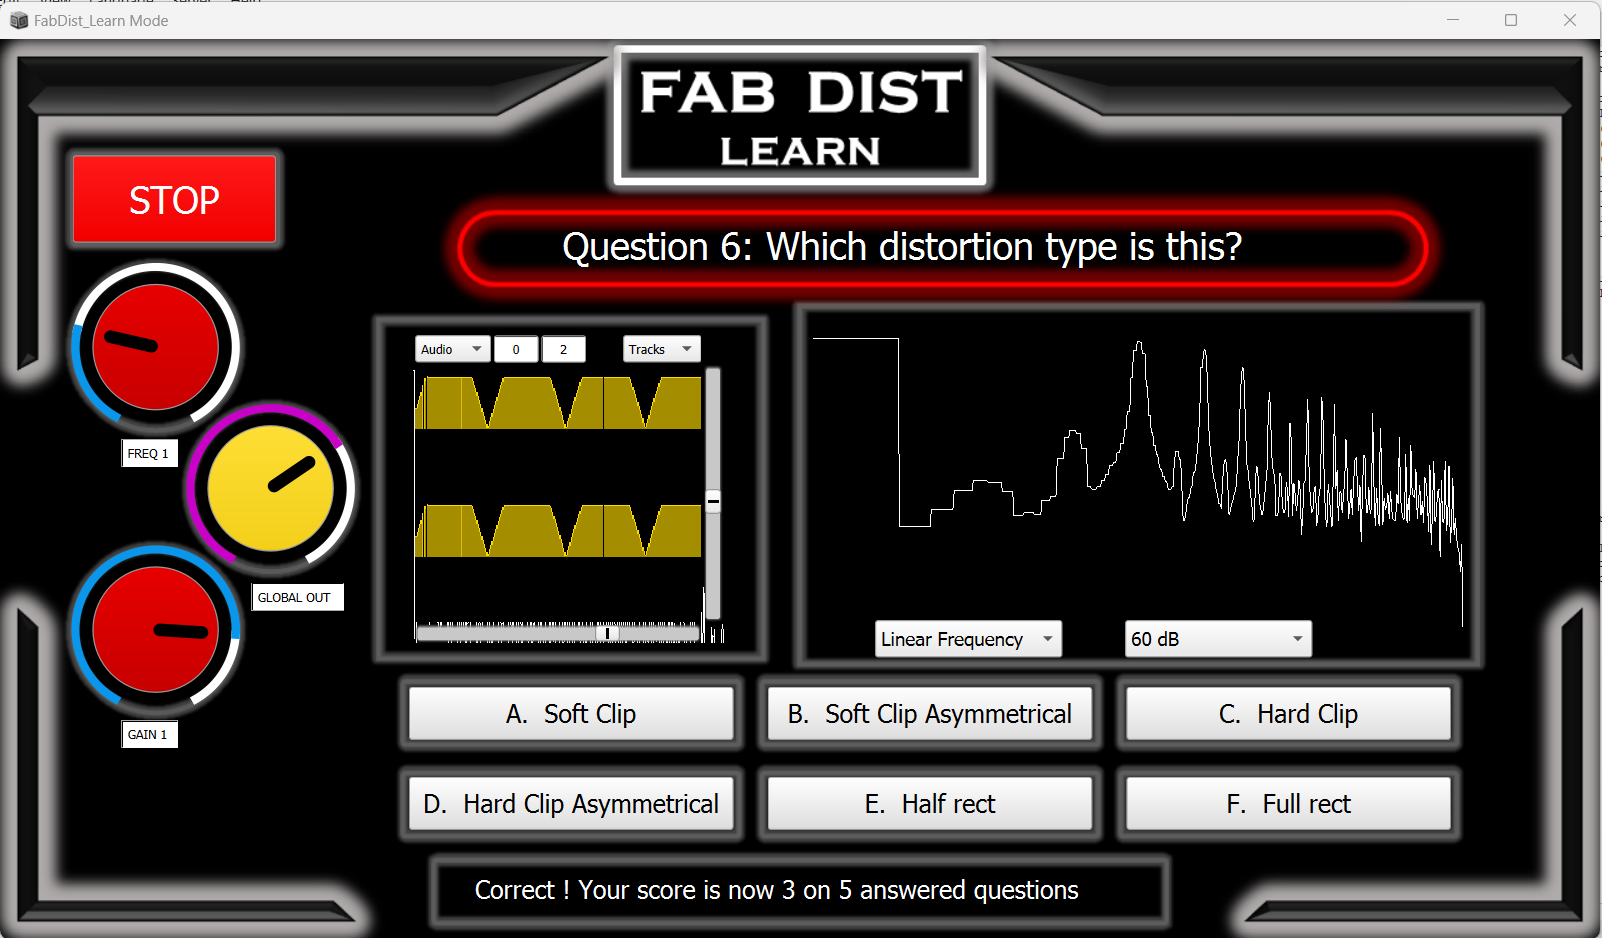 FabDist_Learn Mode
FAB DIST
LEARN
STOP
Question 6: Which distortion type is this?
Audio
0
2
Tracks
FREQ 1
GLOBAL OUT
GAIN 1
Linear Frequency
60 dB
A. Soft Clip
B. Soft Clip Asymmetrical
C. Hard Clip
D. Hard Clip Asymmetrical
E. Half rect
F. Full rect
Correct ! Your score is now 3 on 5 answered questions